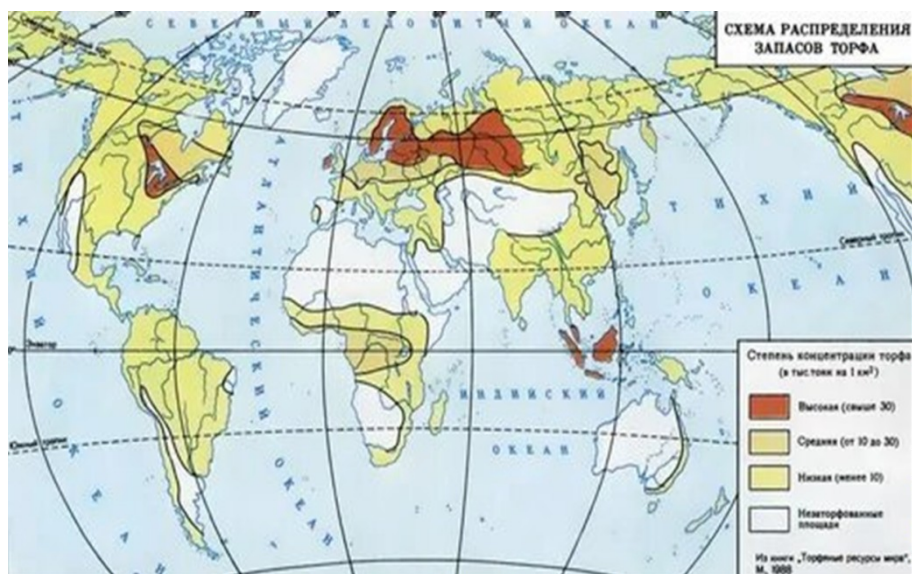 СЕВЕРНЫЙ ЛЕДОВИТЫЙ ОКЕАН
СХЕМА РАСПРЕДЕЛЕНИЯ
ЗАПАСОВ ТОРФА
АТЛАНТИЧЕСКИЙ
ОКЕАН
ТИХИЙ
ОКЕАН
Северный тропик
Экватор
ИНДИЙСКИЙ
ОКЕАН
Южный тропик
Степень концентрации торфа
(в тыс тонн на 1 км²)
Высокая (свыше 30)
Средняя (от 10 до 30)
Низкая (менее 10)
Незаторфованные
площади
Из книги „Торфяные ресурсы мира",
М., 1988